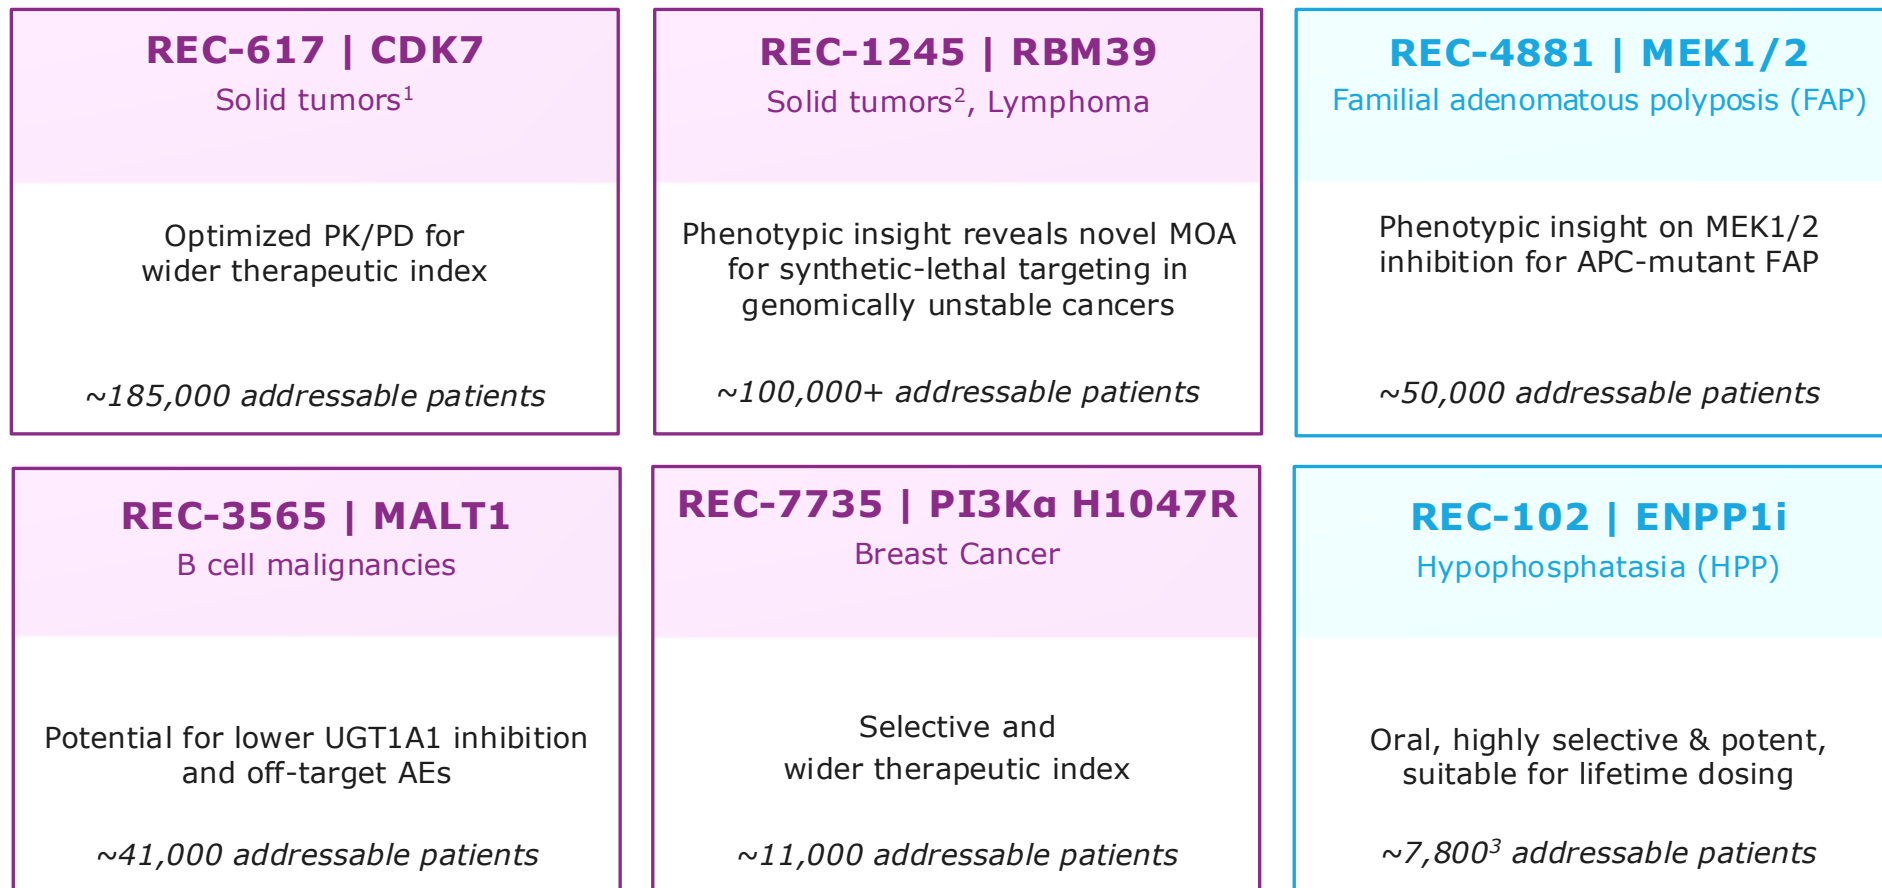 REC-617 | CDK7
Solid tumors¹
Optimized PK/PD for
wider therapeutic index
~185,000 addressable patients
REC-1245 | RBM39
Solid tumors², Lymphoma
Phenotypic insight reveals novel MOA
for synthetic-lethal targeting in
genomically unstable cancers
~100,000+ addressable patients
REC-4881 | MEK1/2
Familial adenomatous polyposis (FAP)
Phenotypic insight on MEK1/2
inhibition for APC-mutant FAP
~50,000 addressable patients
REC-3565 | MALT1
B cell malignancies
Potential for lower UGT1A1 inhibition
and off-target AEs
~41,000 addressable patients
REC-7735 | PI3Kα H1047R
Breast Cancer
Selective and
wider therapeutic index
~11,000 addressable patients
REC-102 | ENPP1i
Hypophosphatasia (HPP)
Oral, highly selective & potent,
suitable for lifetime dosing
~7,800³ addressable patients